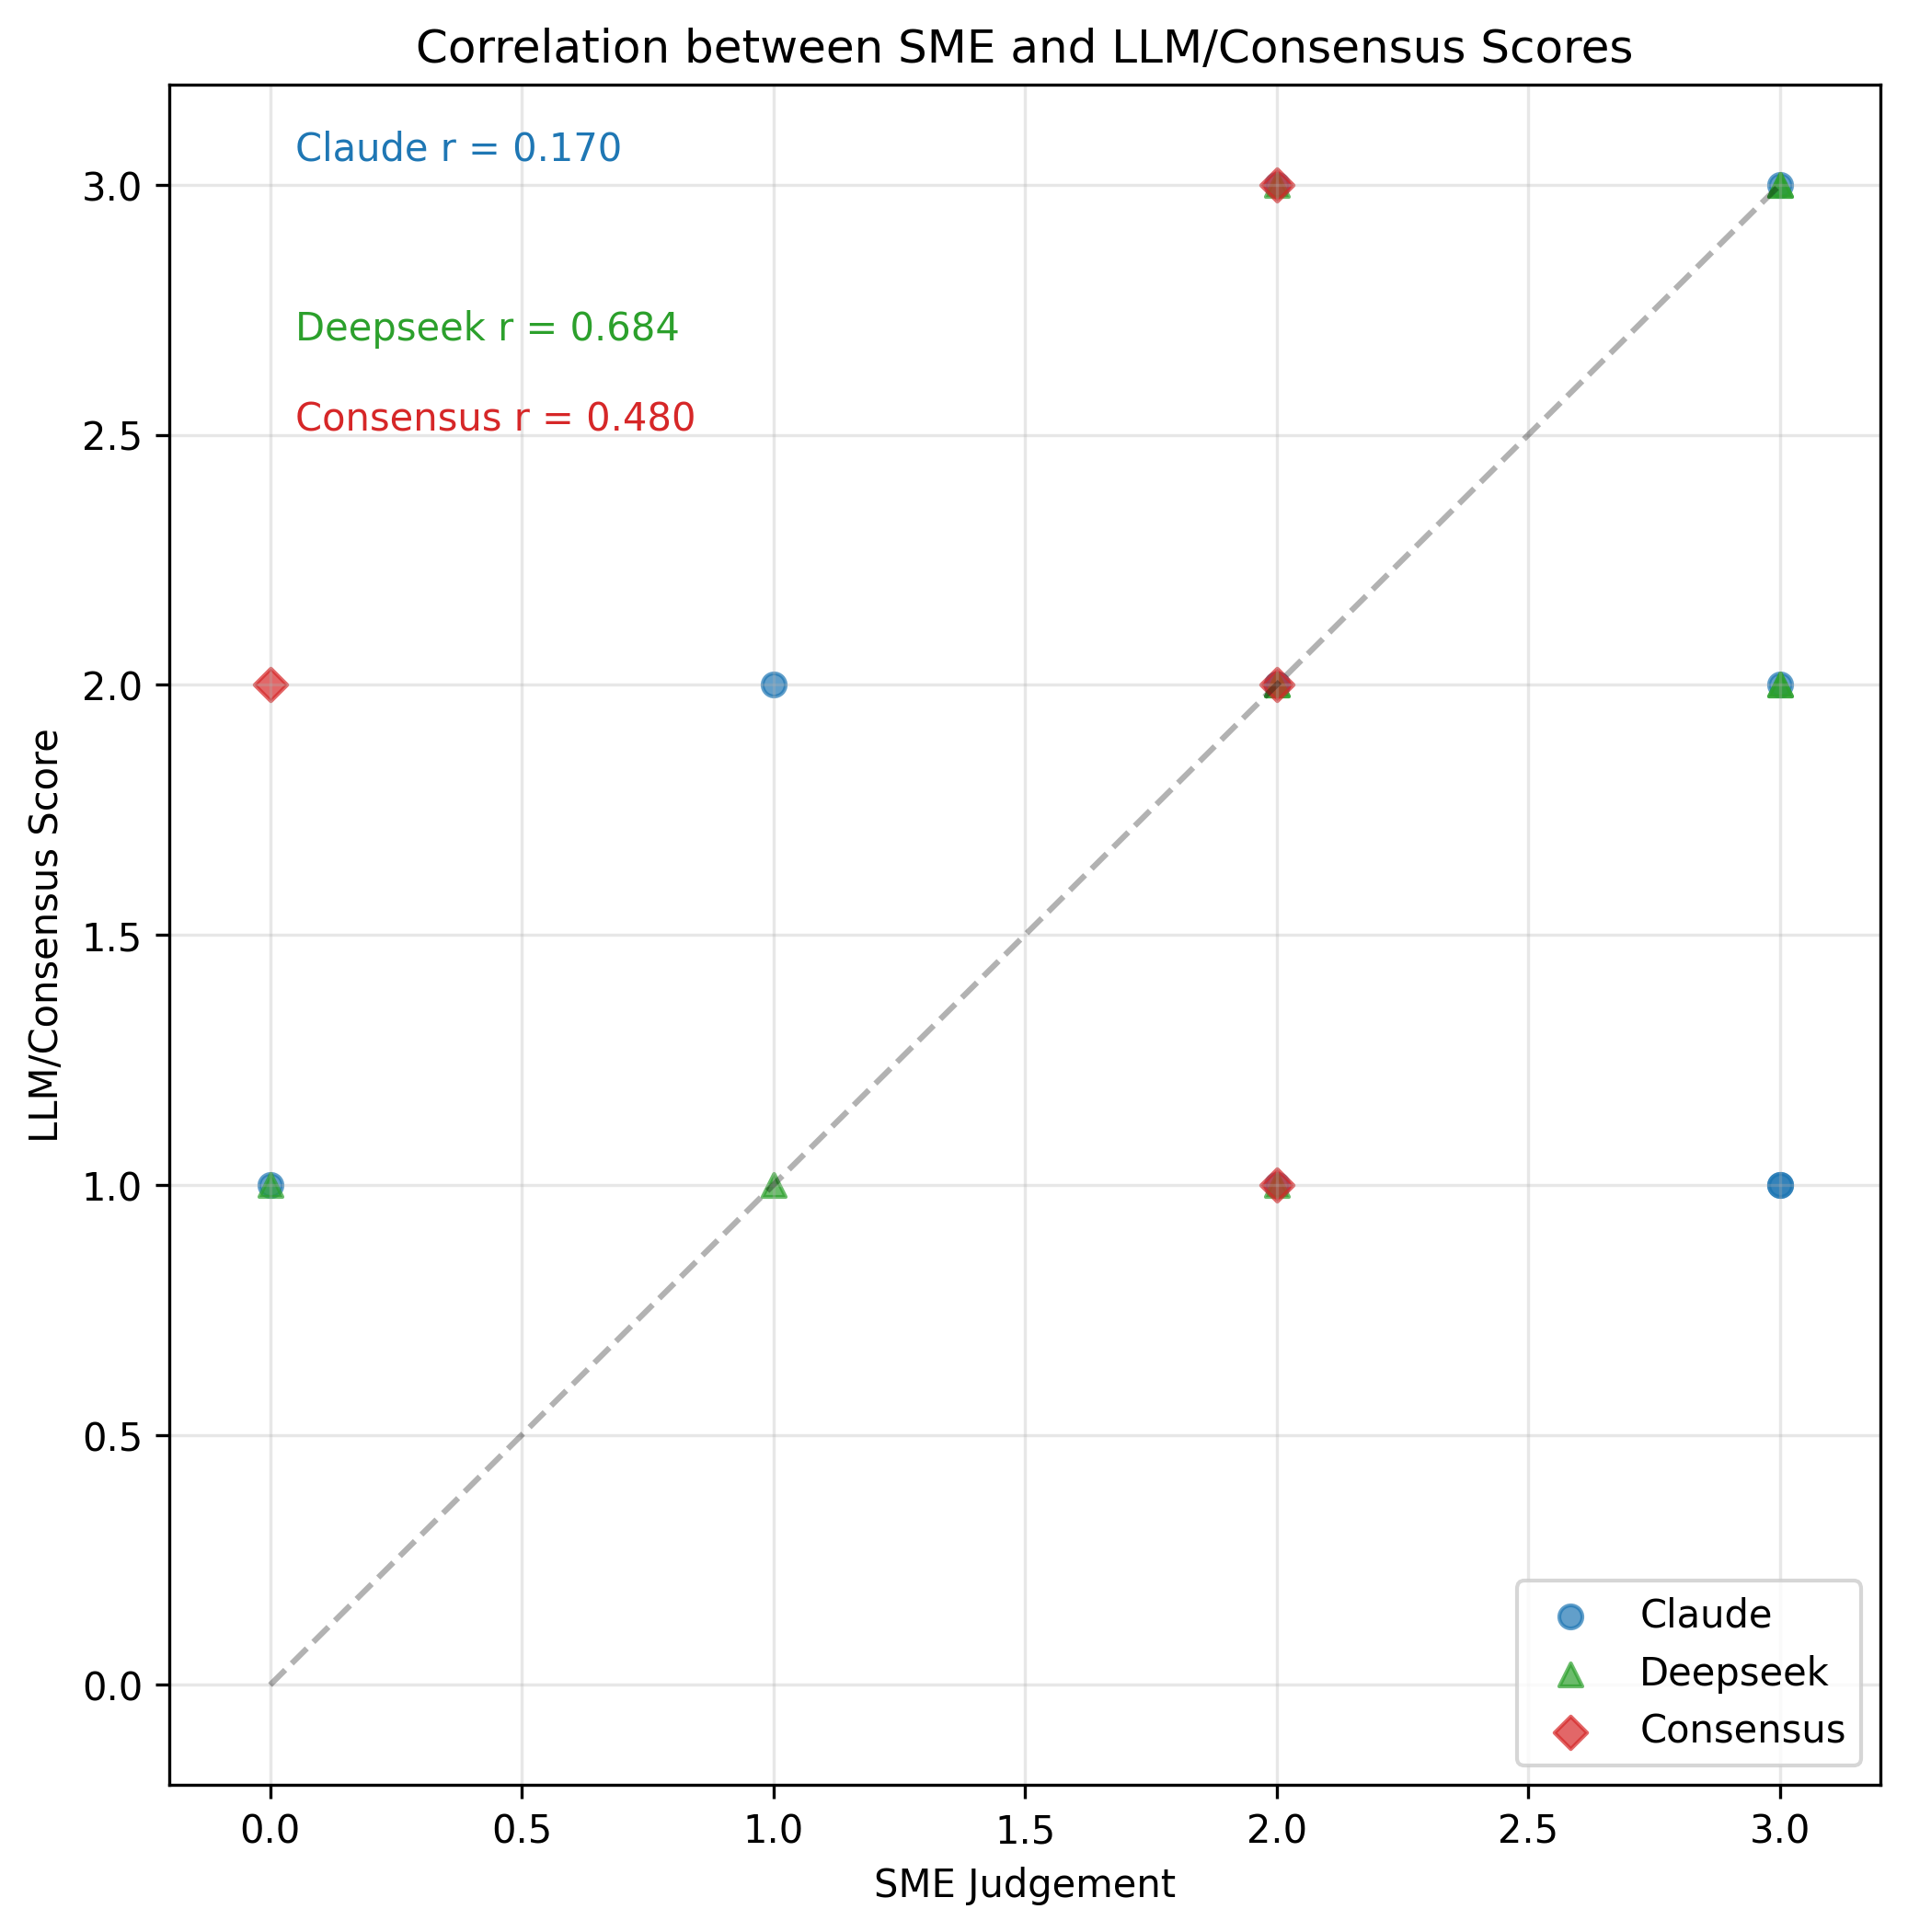 Correlation between SME and LLM/Consensus Scores
Claude r = 0.170
Deepseek r = 0.684
Consensus r = 0.480
3.0
2.5
2.0
1.5
1.0
0.5
0.0
LLM/Consensus Score
0.0 0.5 1.0 1.5 2.0 2.5 3.0
SME Judgement
Claude
Deepseek
Consensus